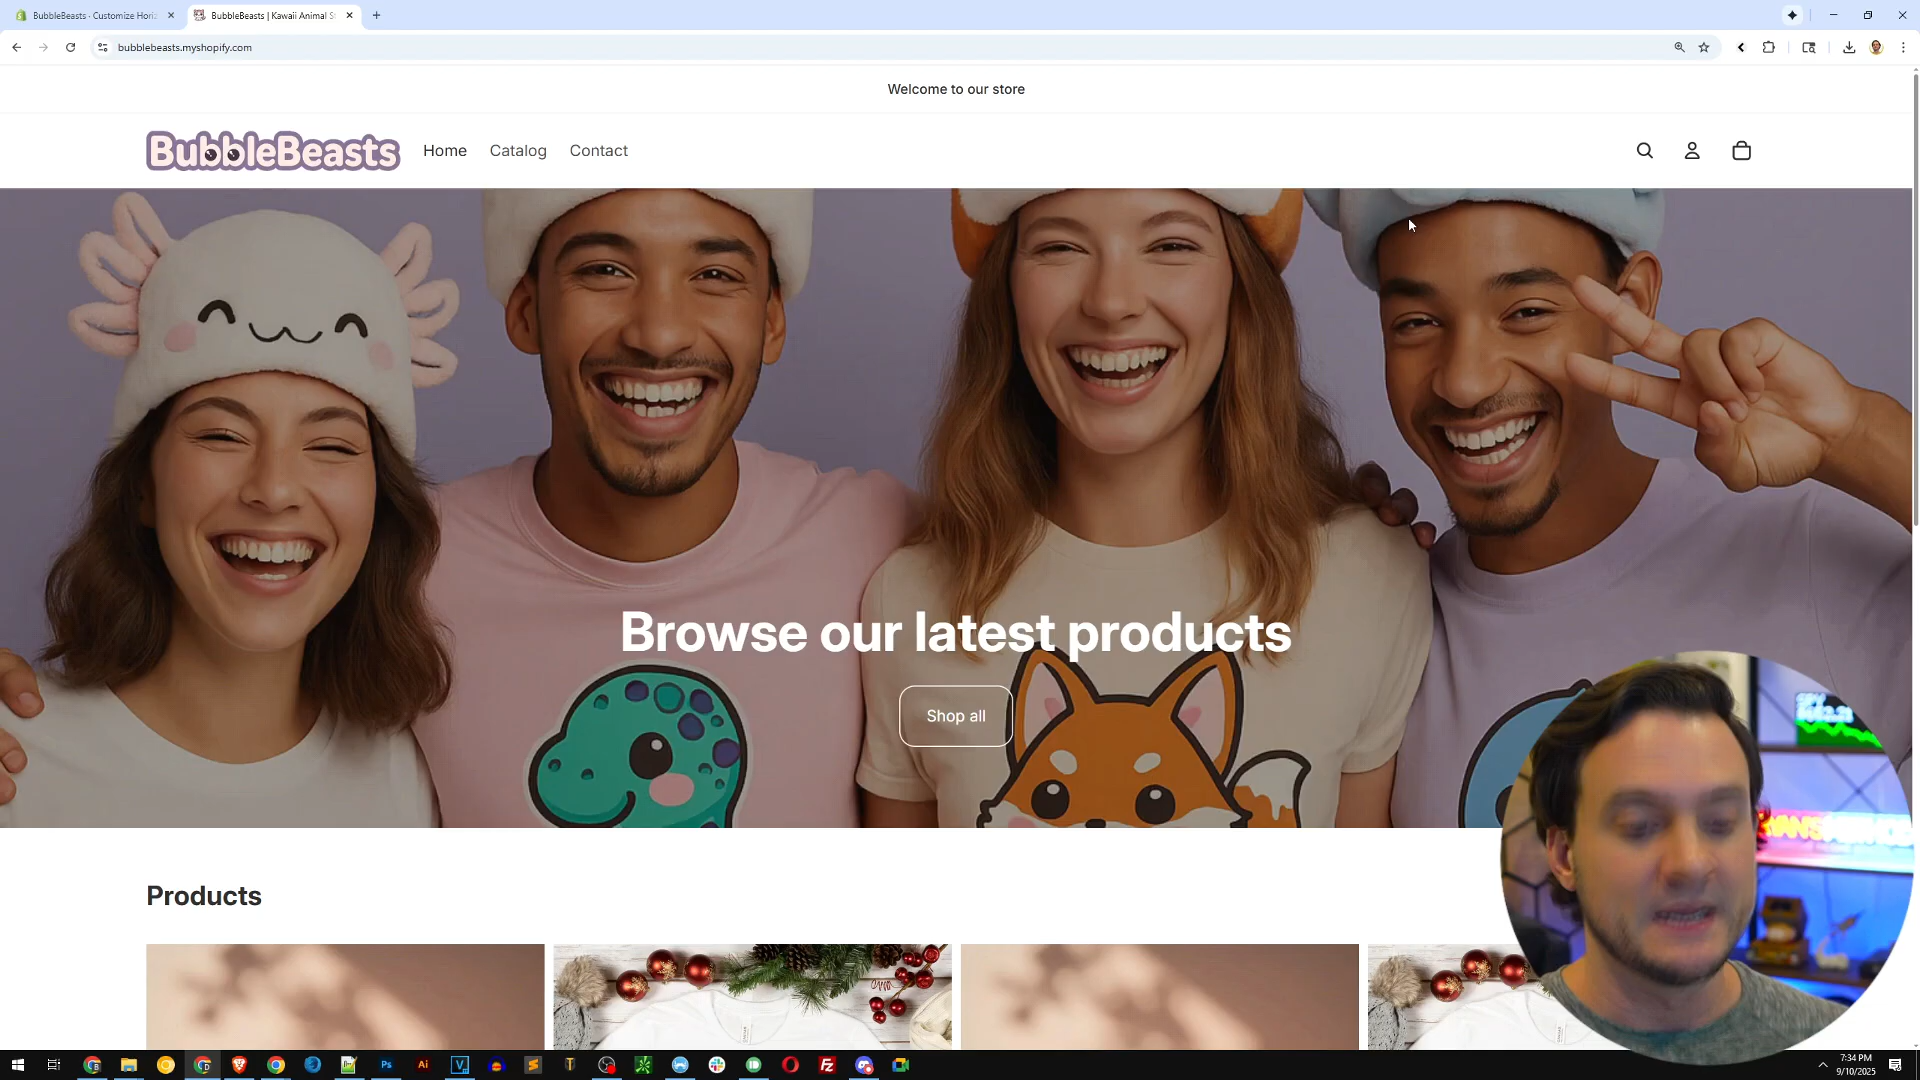 BubbleBeasts · Customize Horiz
BubbleBeasts | Kawaii Animal S
bubblebeasts.myshopify.com
Welcome to our store
BubbleBeasts
Home
Catalog
Contact
Browse our latest products
Shop all
Products
7:34 PM
9/10/2025